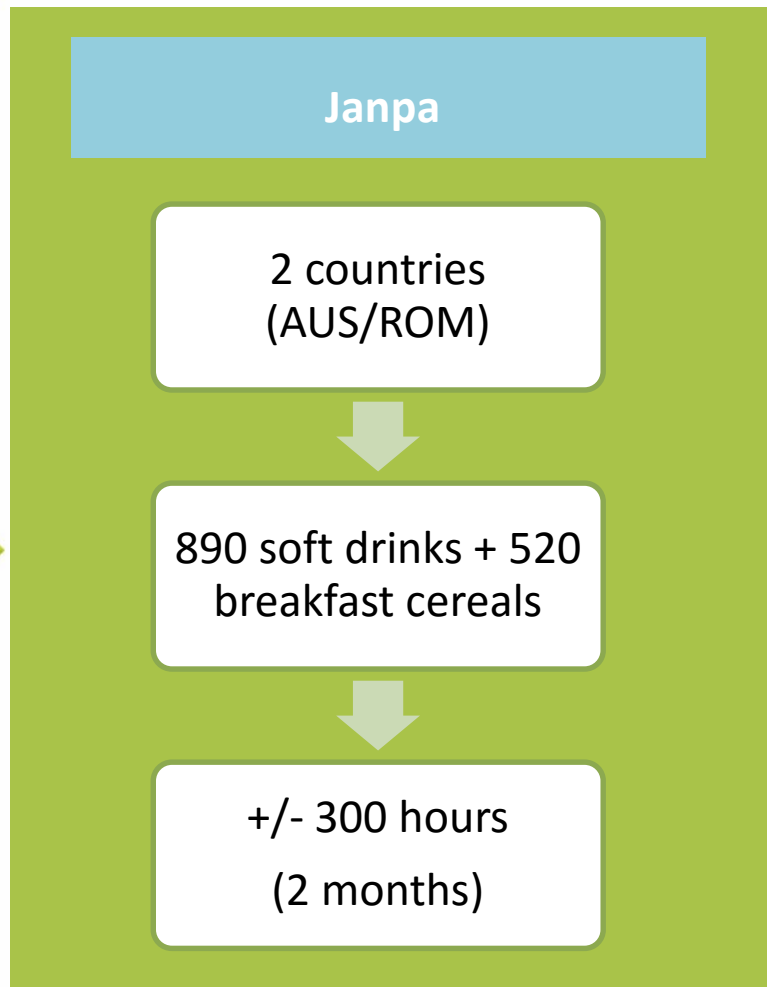 Janpa
2 countries
(AUS/ROM)
890 soft drinks + 520
breakfast cereals
+/- 300 hours
(2 months)